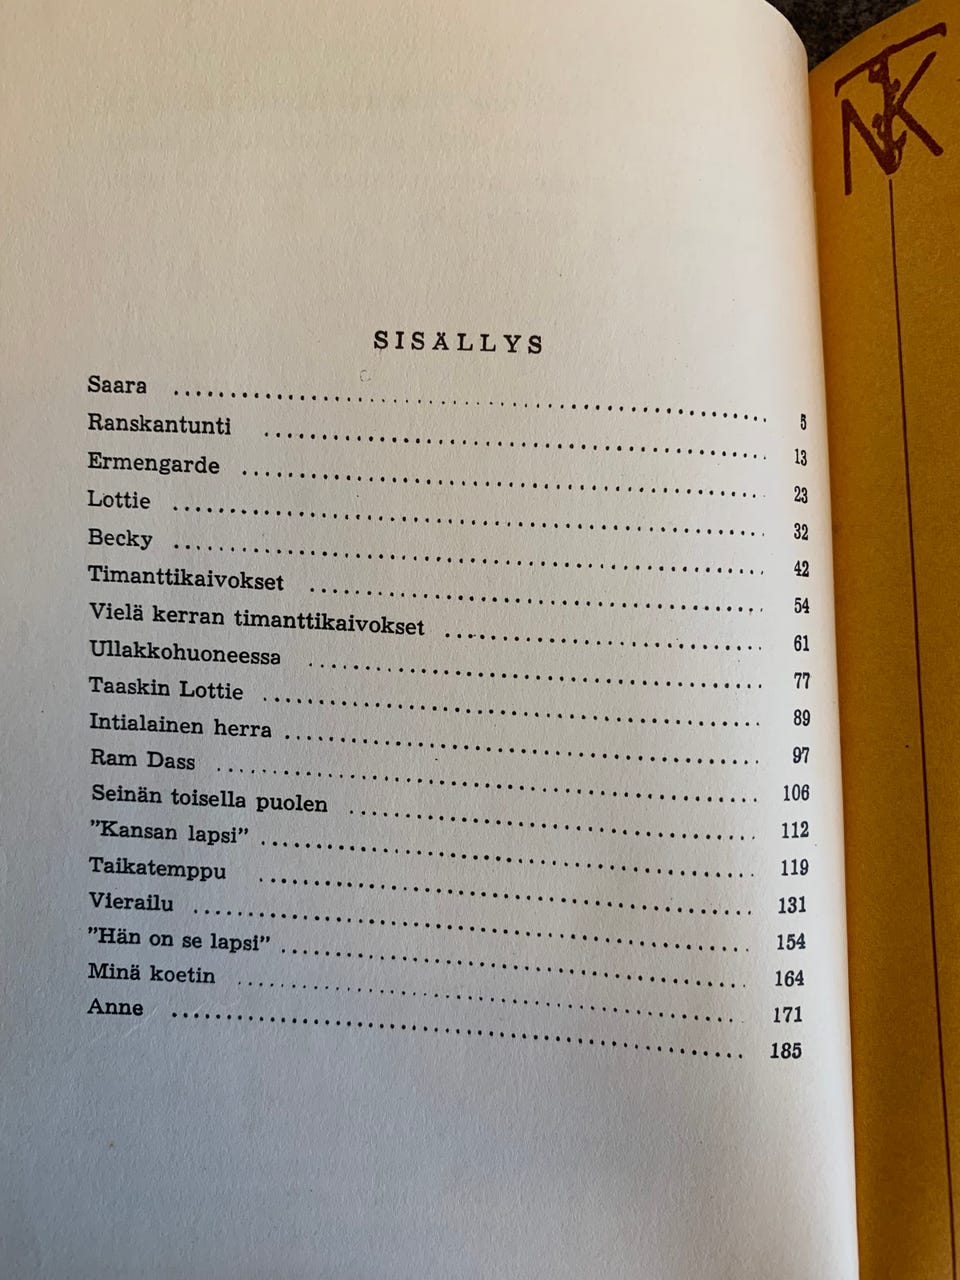 SISÄLLYS
Saara 5
Ranskantunti 13
Ermengarde 23
Lottie 32
Becky 42
Timanttikaivokset 54
Vielä kerran timanttikaivokset 61
Ullakkohuoneessa 77
Taaskin Lottie 89
Intialainen herra 97
Ram Dass 106
Seinän toisella puolen 112
”Kansan lapsi” 119
Taikatemppu 131
Vierailu 154
”Hän on se lapsi” 164
Minä koetin 171
Anne 185